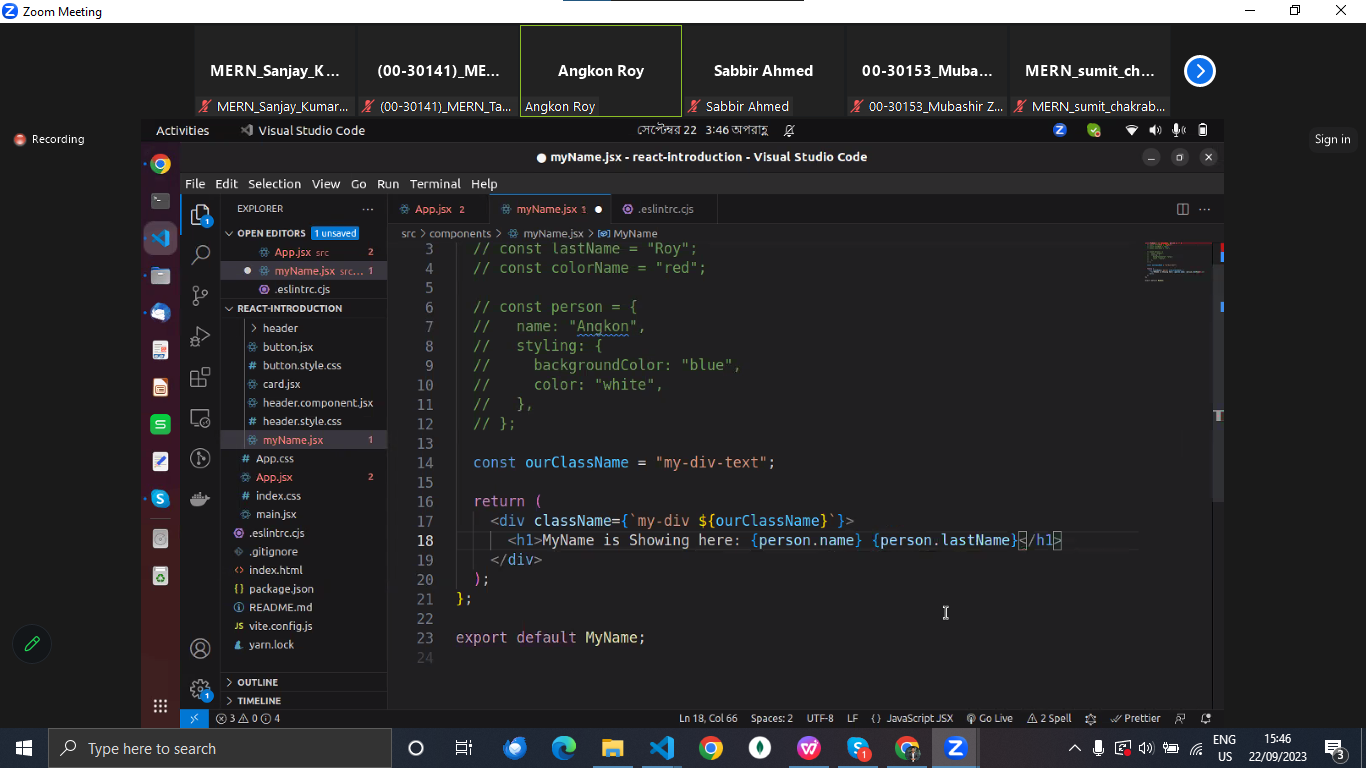 Zoom Meeting
MERN_Sanjay_K ...
(00-30141)_ME...
Angkon Roy
Sabbir Ahmed
00-30153_Muba...
MERN_sumit_ch...
MERN_Sanjay_Kumar...
(00-30141)_MERN_Ta...
Angkon Roy
Sabbir Ahmed
00-30153_Mubashir Z...
MERN_sumit_chakrab...
Recording
Sign in
Activities
Visual Studio Code
সেপ্টেম্বর 22 3:46 অপরাহ্ণ
myName.jsx - react-introduction - Visual Studio Code
File Edit Selection View Go Run Terminal Help
EXPLORER
OPEN EDITORS 1 unsaved
App.jsx src 2
myName.jsx src... 1
.eslintrc.cjs
REACT-INTRODUCTION
header
button.jsx
button.style.css
card.jsx
header.component.jsx
header.style.css
myName.jsx 1
App.css
App.jsx 2
index.css
main.jsx
.eslintrc.cjs
.gitignore
index.html
package.json
README.md
vite.config.js
yarn.lock
OUTLINE
TIMELINE
App.jsx 2
myName.jsx 1
.eslintrc.cjs
src > components > myName.jsx > MyName
3 // const lastName = "Roy";
4 // const colorName = "red";
5
6 // const person = {
7 // name: "Angkon",
8 // styling: {
9 // backgroundColor: "blue",
10 // color: "white",
11 // },
12 // };
13
14 const ourClassName = "my-div-text";
15
16 return (
17 <div className={`my-div ${ourClassName}`}>
18 <h1>MyName is Showing here: {person.name} {person.lastName}</h1>
19 </div>
20 );
21 };
22
23 export default MyName;
24
3 0 4
Ln 18, Col 66 Spaces: 2 UTF-8 LF {} JavaScript JSX Go Live 2 Spell Prettier
Type here to search
1
ENG
US
15:46
22/09/2023
3